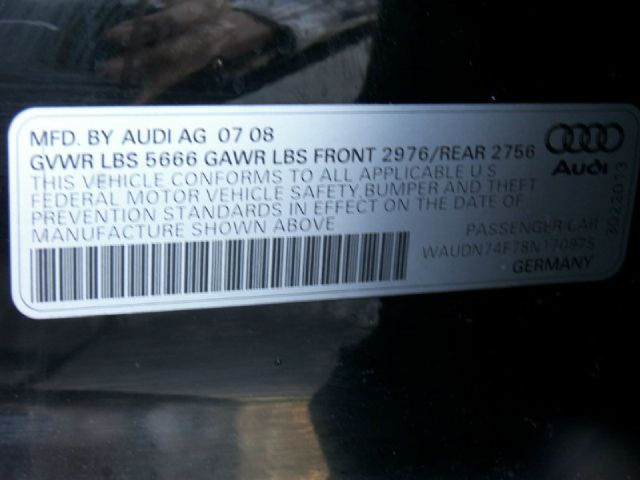 MFD. BY AUDI AG 07 08
GVWR LBS 5666 GAWR LBS FRONT 2976/REAR 2756
THIS VEHICLE CONFORMS TO ALL APPLICABLE U S
FEDERAL MOTOR VEHICLE SAFETY, BUMPER AND THEFT
PREVENTION STANDARDS IN EFFECT ON THE DATE OF
MANUFACTURE SHOWN ABOVE
Audi
PASSENGER CAR
WAUDN74F78N170975
GERMANY
3022013